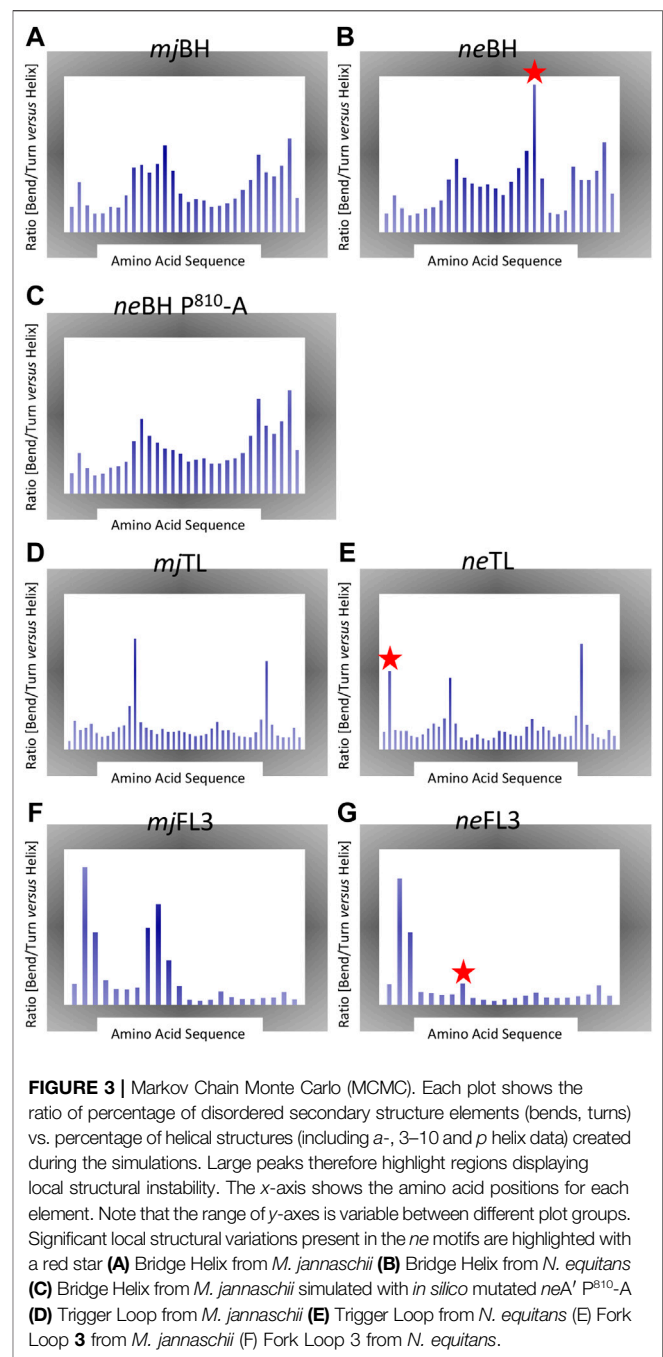 A
mjBH
Ratio [Bend/Turn versus Helix]
Amino Acid Sequence
B
neBH
Ratio [Bend/Turn versus Helix]
Amino Acid Sequence
C
neBH P810-A
Ratio [Bend/Turn versus Helix]
Amino Acid Sequence
D
mjTL
Ratio [Bend/Turn versus Helix]
Amino Acid Sequence
E
neTL
Ratio [Bend/Turn versus Helix]
Amino Acid Sequence
F
mjFL3
Ratio [Bend/Turn versus Helix]
Amino Acid Sequence
G
neFL3
Ratio [Bend/Turn versus Helix]
Amino Acid Sequence
FIGURE 3 | Markov Chain Monte Carlo (MCMC). Each plot shows the
ratio of percentage of disordered secondary structure elements (bends, turns)
vs. percentage of helical structures (including a-, 3–10 and p helix data) created
during the simulations. Large peaks therefore highlight regions displaying
local structural instability. The x-axis shows the amino acid positions for each
element. Note that the range of y-axes is variable between different plot groups.
Significant local structural variations present in the ne motifs are highlighted with
a red star (A) Bridge Helix from M. jannaschii (B) Bridge Helix from N. equitans
(C) Bridge Helix from M. jannaschii simulated with in silico mutated neA′ P810-A
(D) Trigger Loop from M. jannaschii (E) Trigger Loop from N. equitans (E) Fork
Loop 3 from M. jannaschii (F) Fork Loop 3 from N. equitans.